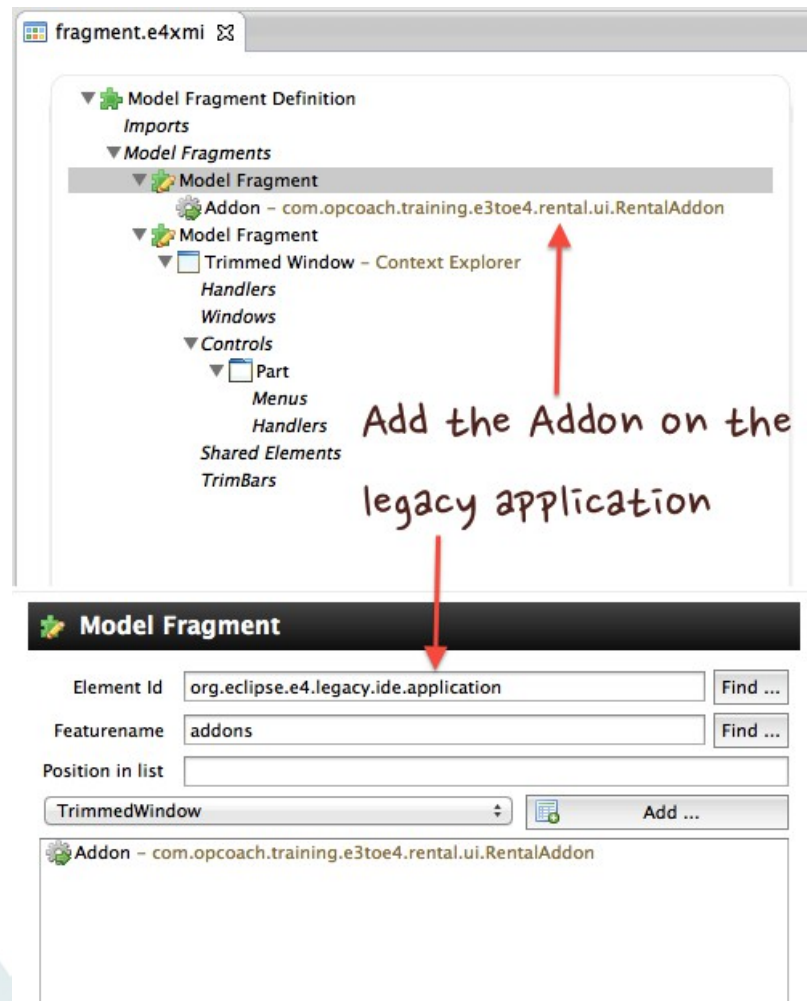 fragment.e4xmi
Model Fragment Definition
Imports
Model Fragments
Model Fragment
Addon – com.opcoach.training.e3toe4.rental.ui.RentalAddon
Model Fragment
Trimmed Window – Context Explorer
Handlers
Windows
Controls
Part
Menus
Handlers
Shared Elements
TrimBars
Add the Addon on the
legacy application
Model Fragment
Element Id org.eclipse.e4.legacy.ide.application Find ...
Featurename addons Find ...
Position in list
TrimmedWindow Add ...
Addon – com.opcoach.training.e3toe4.rental.ui.RentalAddon